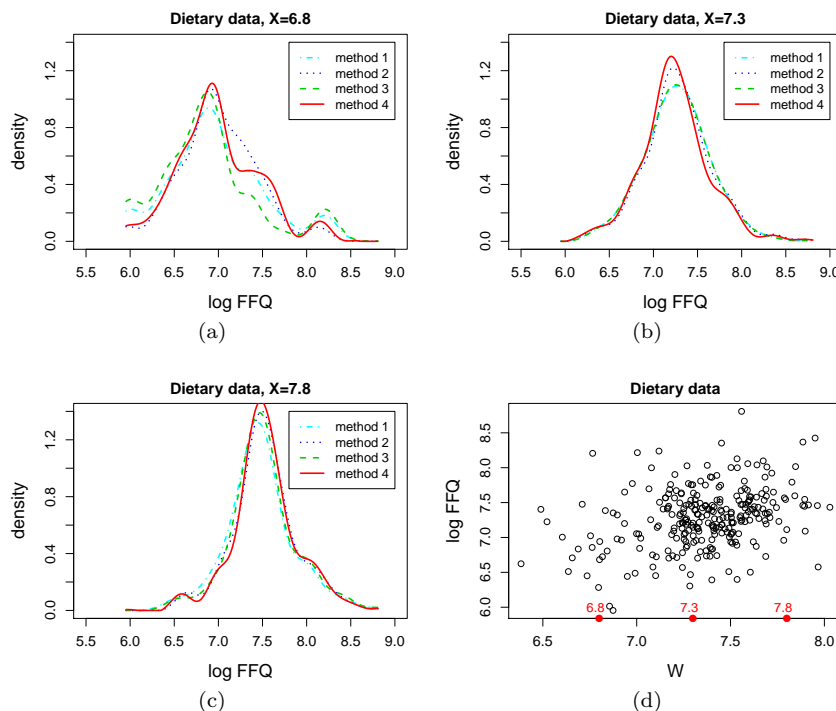 Dietary data, X=6.8
density
1.2
0.8
0.4
0.0
method 1
method 2
method 3
method 4
5.5 6.0 6.5 7.0 7.5 8.0 8.5 9.0
log FFQ
(a)
Dietary data, X=7.3
density
1.2
0.8
0.4
0.0
method 1
method 2
method 3
method 4
5.5 6.0 6.5 7.0 7.5 8.0 8.5 9.0
log FFQ
(b)
Dietary data, X=7.8
density
1.2
0.8
0.4
0.0
method 1
method 2
method 3
method 4
5.5 6.0 6.5 7.0 7.5 8.0 8.5 9.0
log FFQ
(c)
Dietary data
log FFQ
8.5
8.0
7.5
7.0
6.5
6.0
6.8 7.3 7.8
6.5 7.0 7.5 8.0
W
(d)